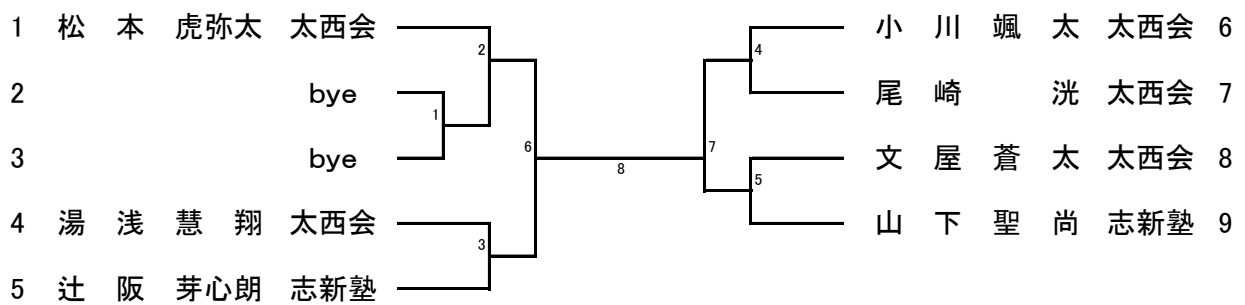 1 松 本 虎弥太 太西会
2 bye
3 bye
4 湯 浅 慧 翔 太西会
5 辻 阪 芽心朗 志新塾
2
1
6
3
8
4
7
5
小 川 颯 太 太西会 6
尾 崎 洸 太西会 7
文 屋 蒼 太 太西会 8
山 下 聖 尚 志新塾 9